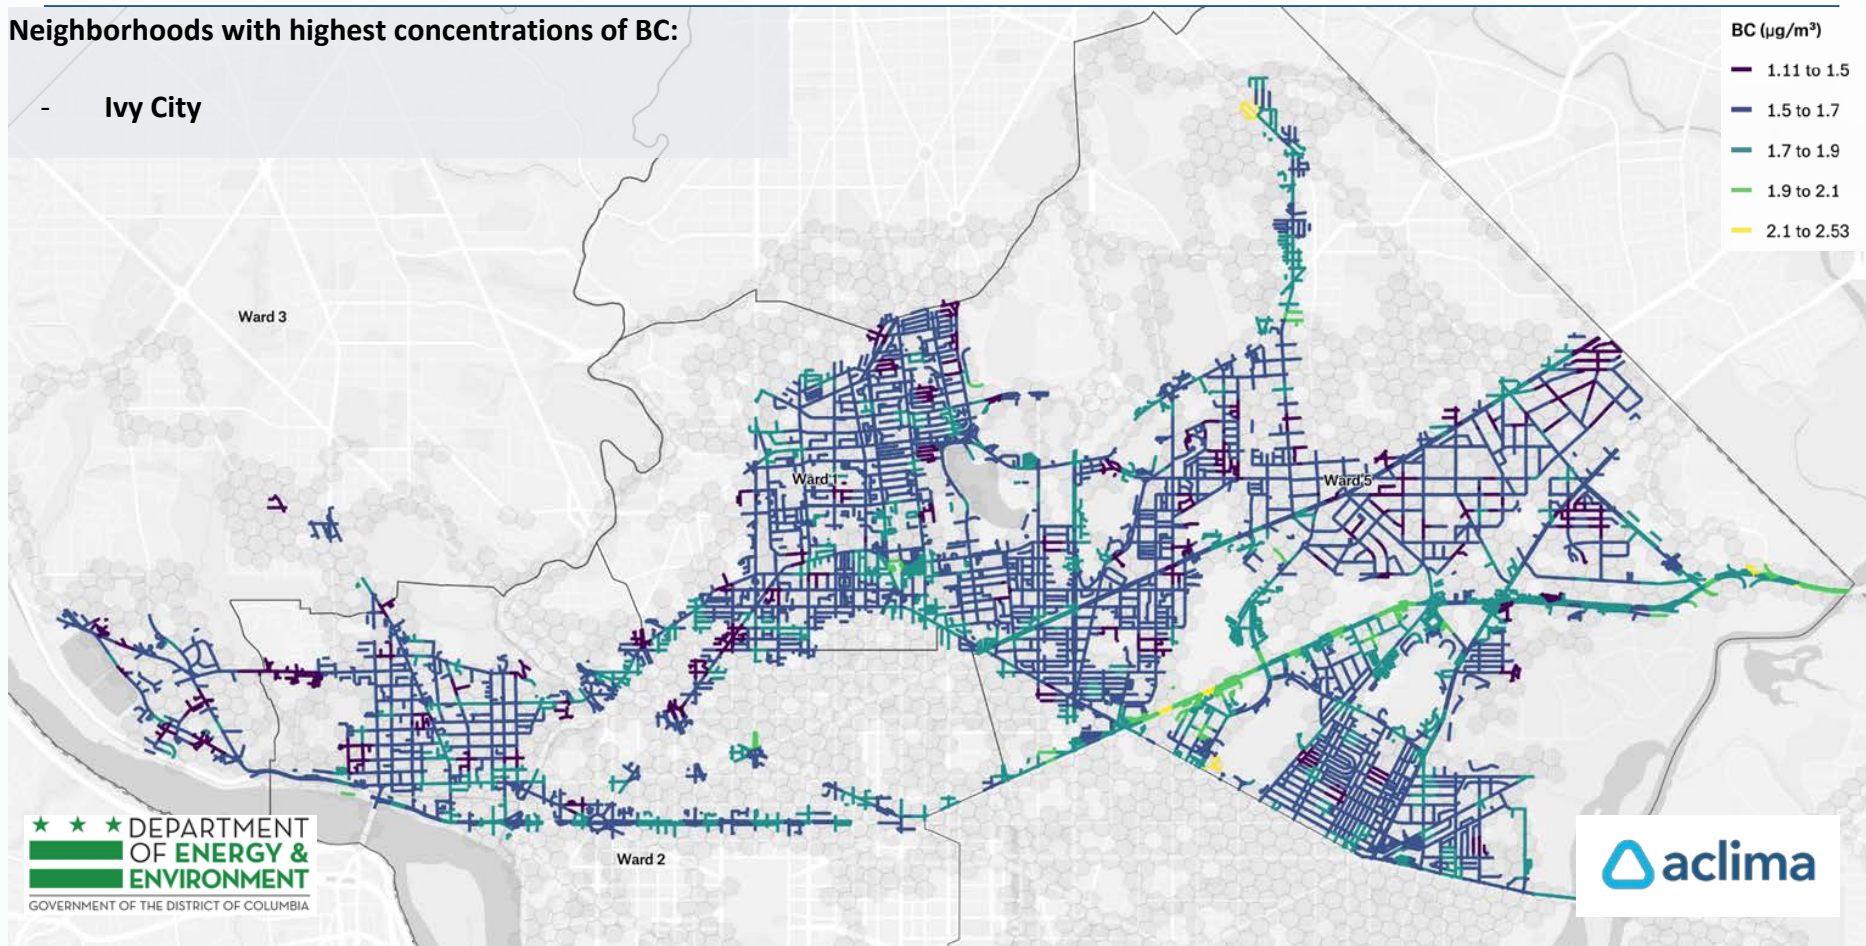 Neighborhoods with highest concentrations of BC:
- Ivy City
BC (µg/m³)
1.11 to 1.5
1.5 to 1.7
1.7 to 1.9
1.9 to 2.1
2.1 to 2.53
Ward 3
Ward 1
Ward 5
Ward 2
DEPARTMENT
OF ENERGY &
ENVIRONMENT
GOVERNMENT OF THE DISTRICT OF COLUMBIA
aclima